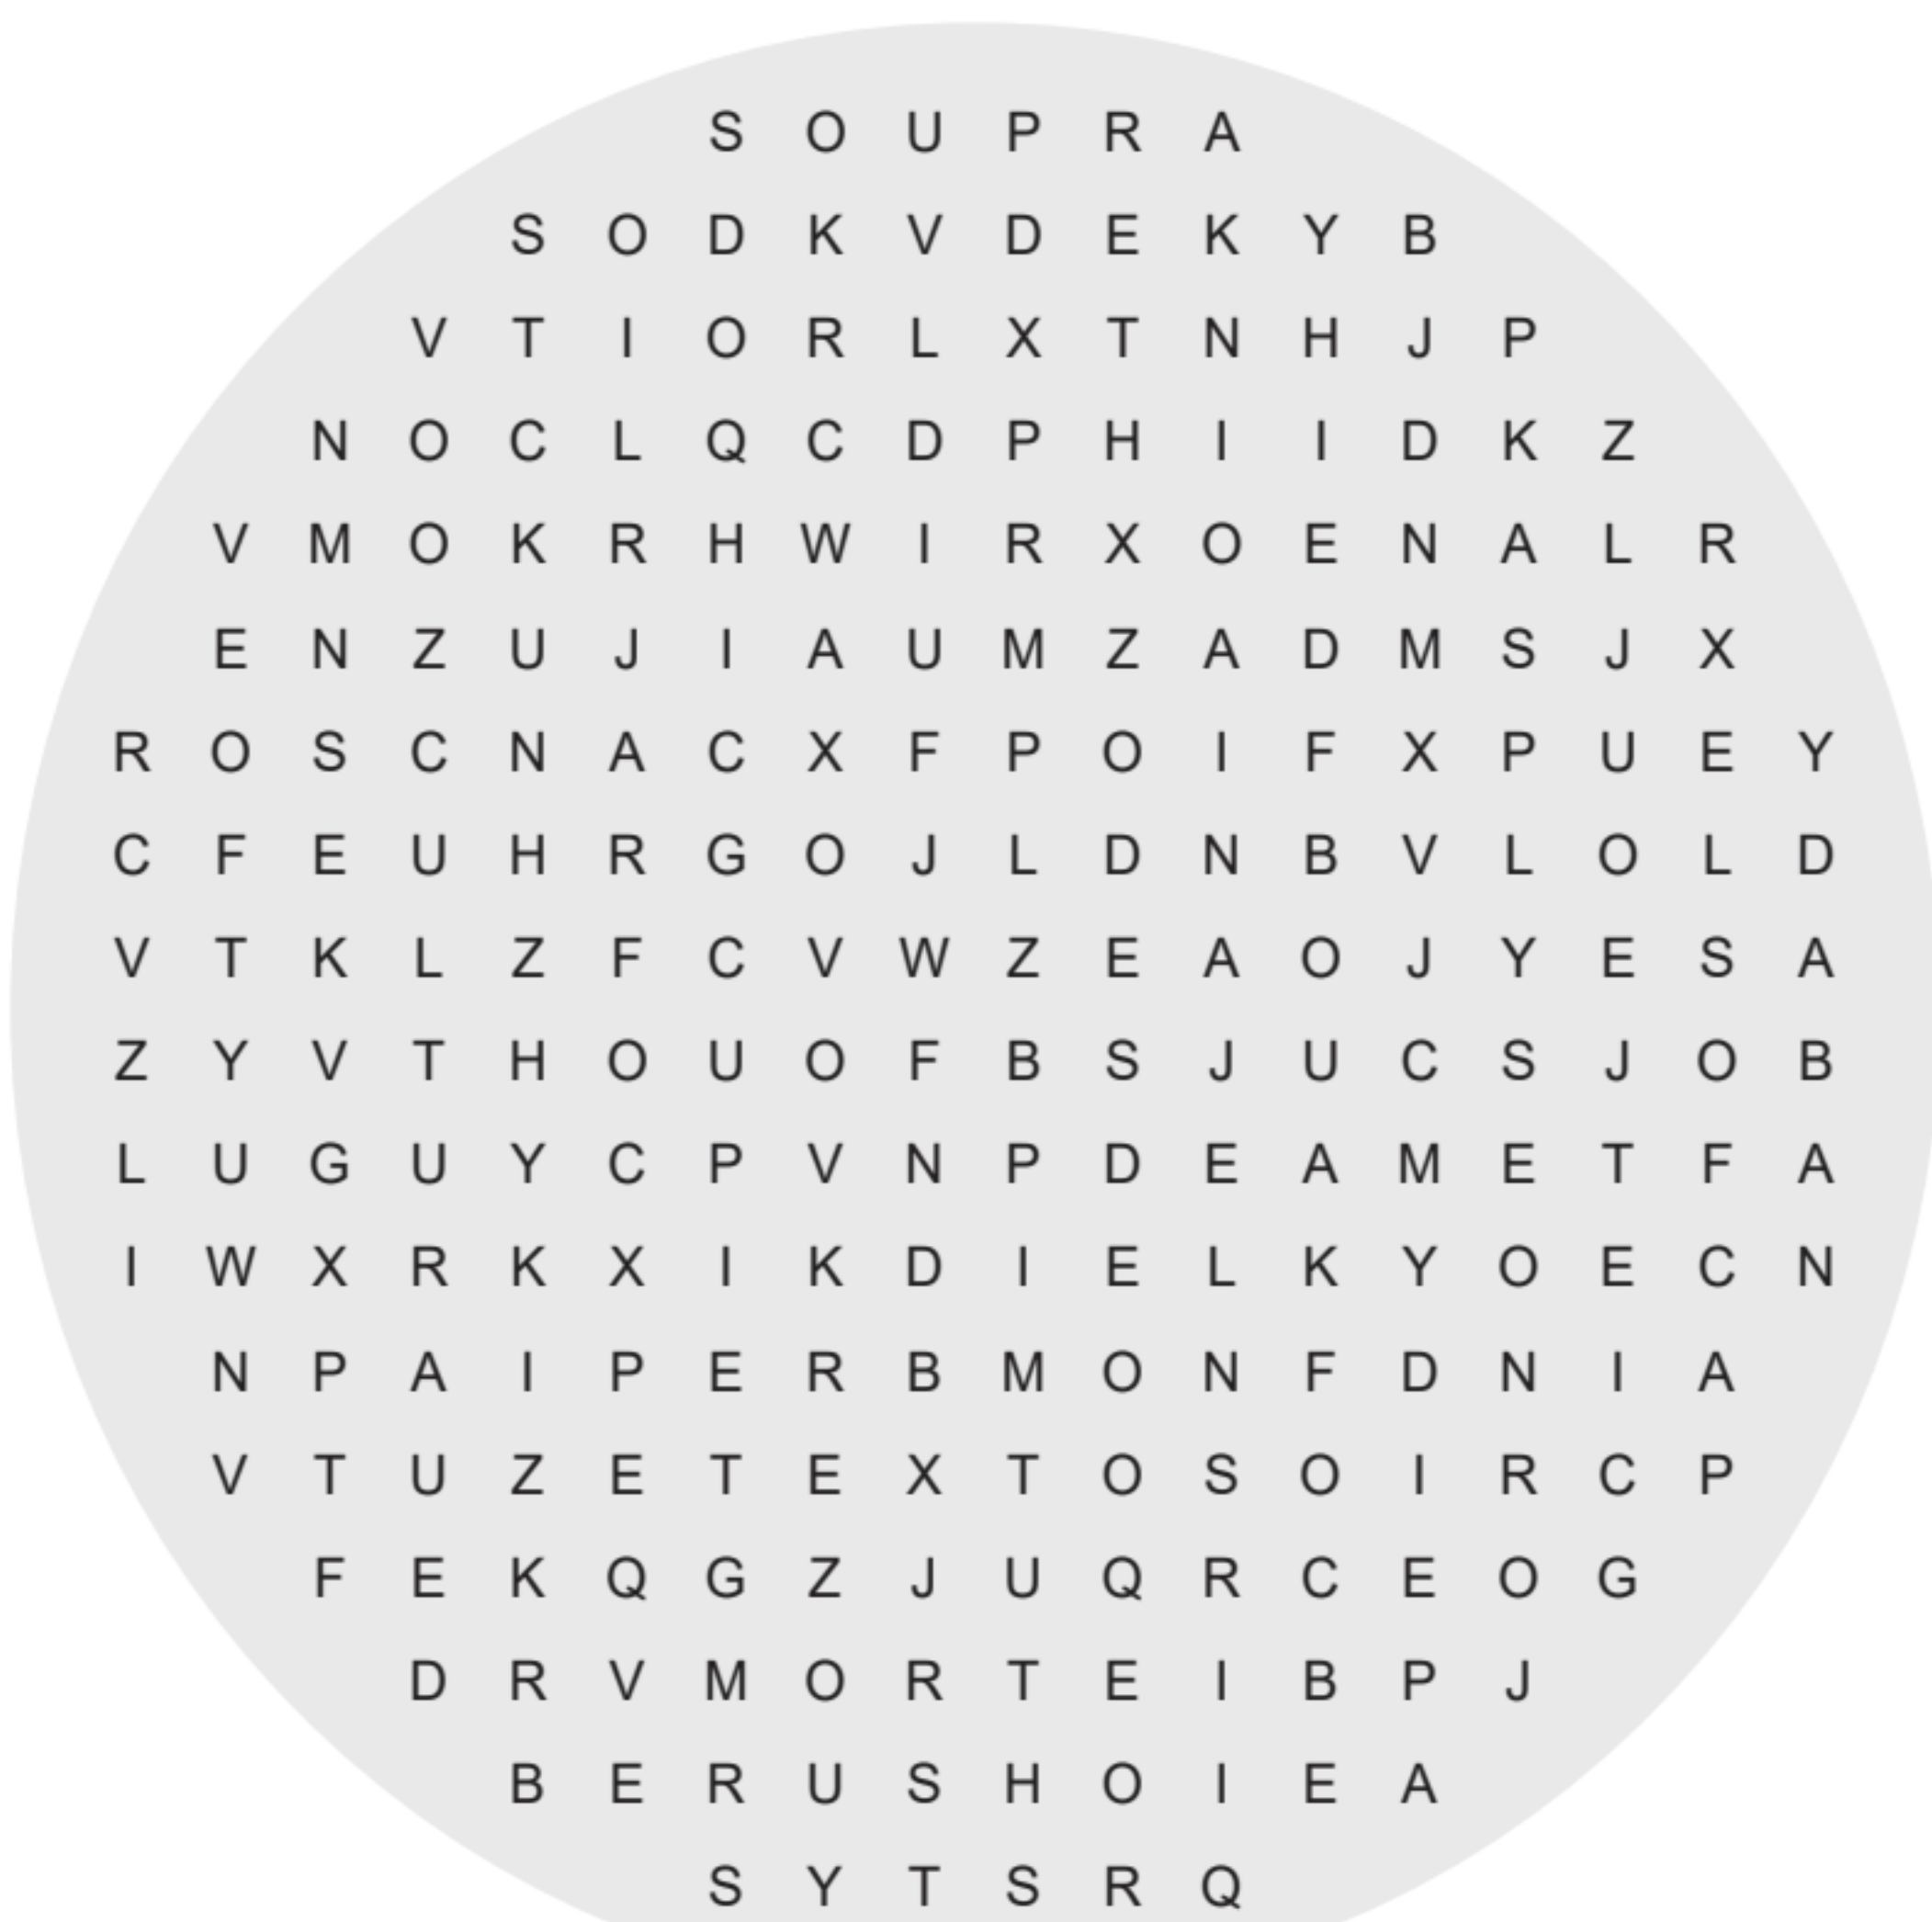 S O U P R A
S O D K V D E K Y B
V T I O R L X T N H J P
N O C L Q C D P H I I D K Z
V M O K R H W I R X O E N A L R
E N Z U J I A U M Z A D M S J X
R O S C N A C X F P O I F X P U E Y
C F E U H R G O J L D N B V L O L D
V T K L Z F C V W Z E A O J Y E S A
Z Y V T H O U O F B S J U C S J O B
L U G U Y C P V N P D E A M E T F A
I W X R K X I K D I E L K Y O E C N
N P A I P E R B M O N F D N I A
V T U Z E T E X T O S O I R C P
F E K Q G Z J U Q R C E O G
D R V M O R T E I B P J
B E R U S H O I E A
S Y T S R Q